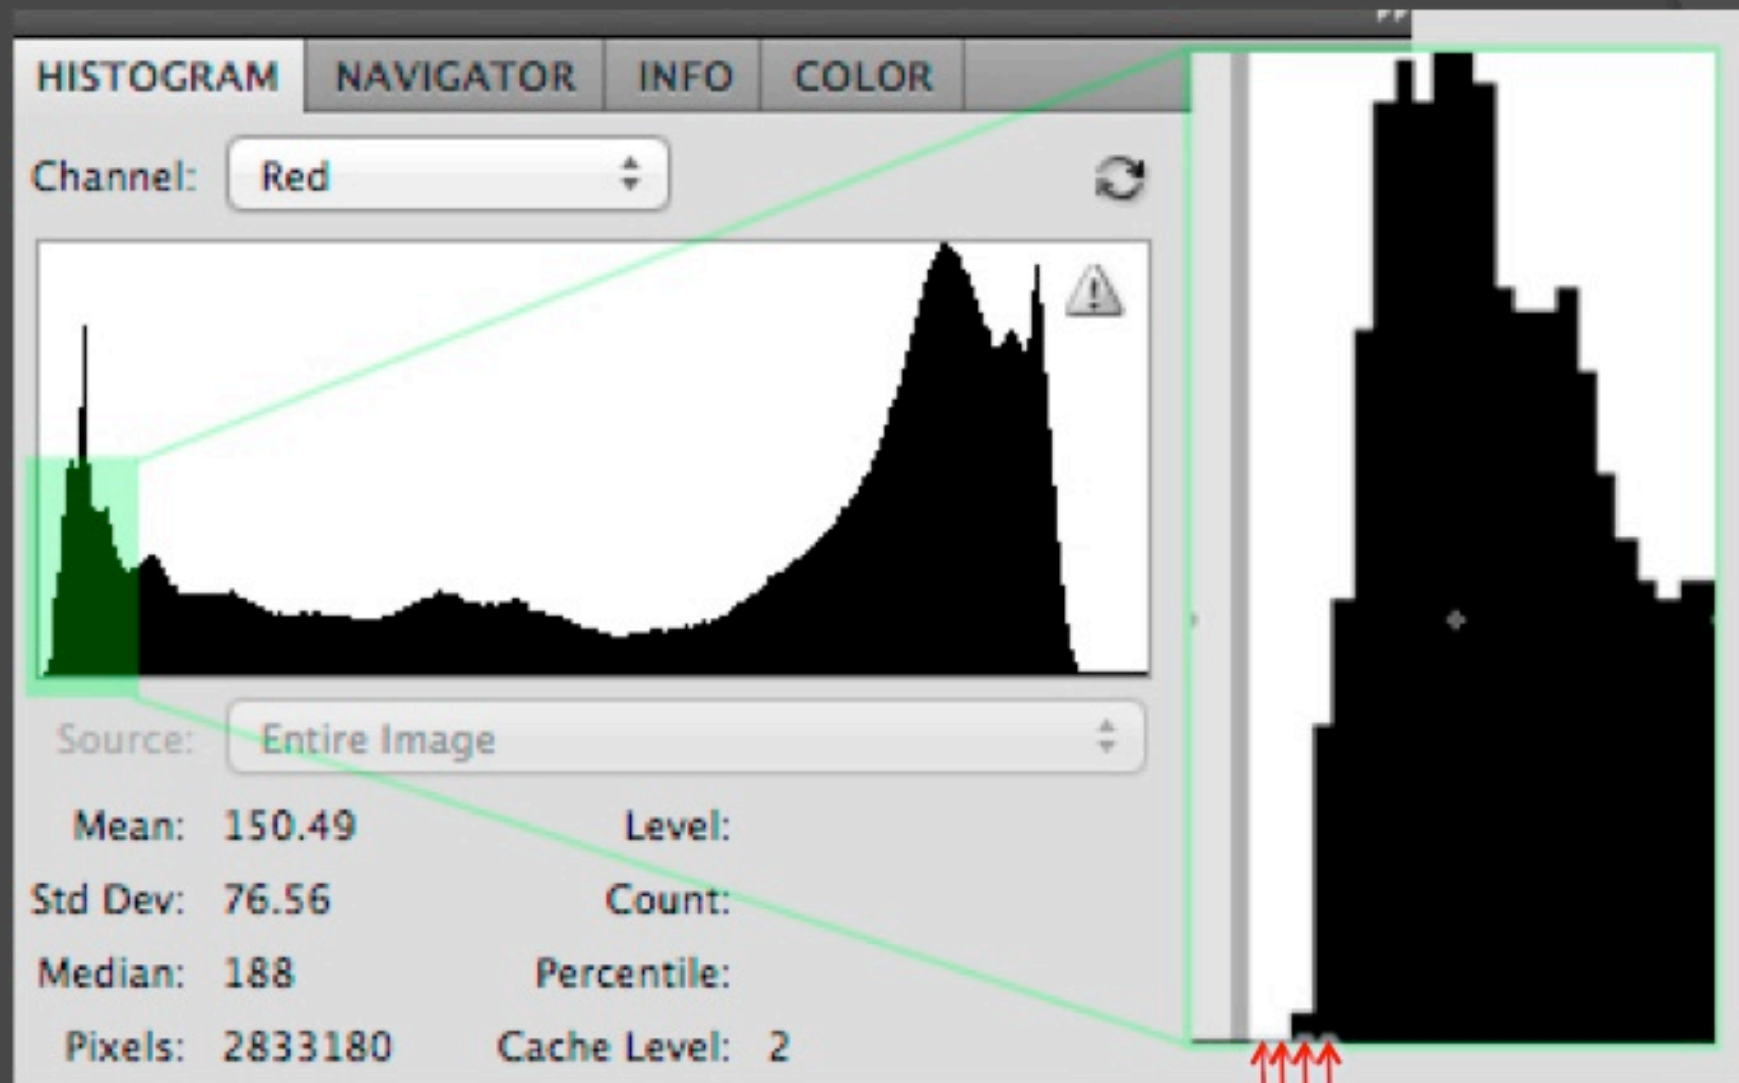 HISTOGRAM NAVIGATOR INFO COLOR
Channel: Red
Source: Entire Image
Mean: 150.49 Level:
Std Dev: 76.56 Count:
Median: 188 Percentile:
Pixels: 2833180 Cache Level: 2